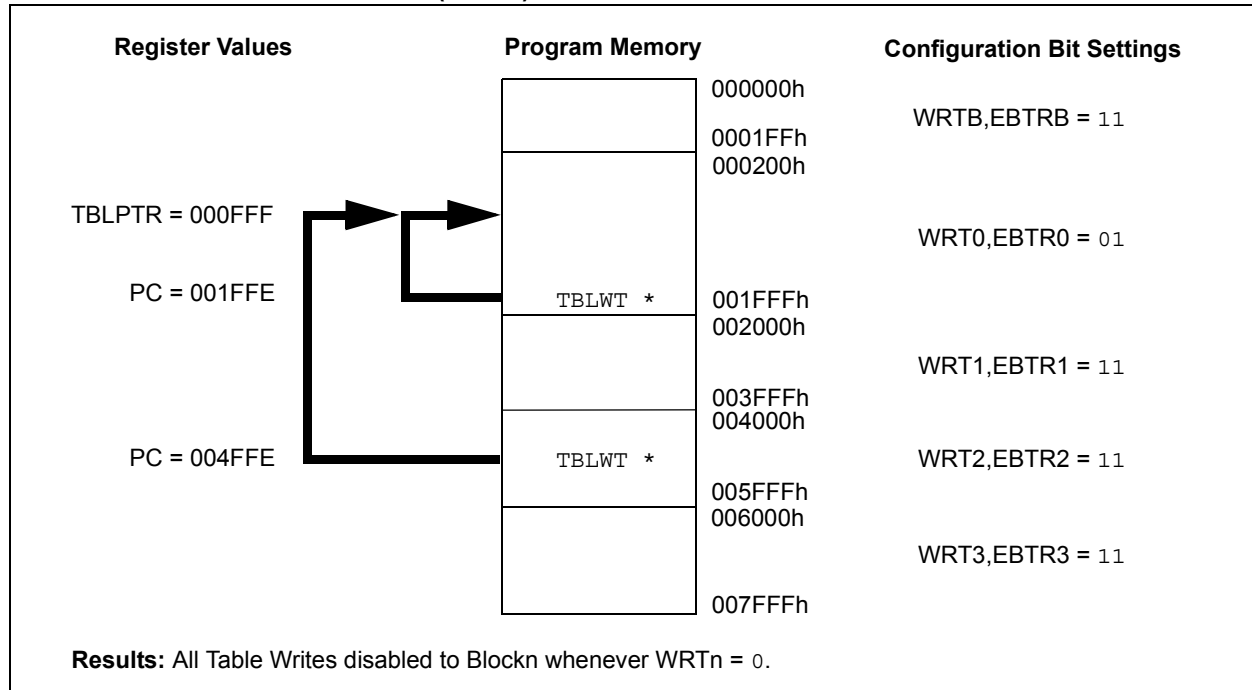 Register Values Program Memory Configuration Bit Settings
000000h
WRTB,EBTRB = 11
0001FFh
000200h
TBLPTR = 000FFF
WRT0,EBTR0 = 01
PC = 001FFE TBLWT * 001FFFh
002000h
WRT1,EBTR1 = 11
003FFFh
004000h
PC = 004FFE TBLWT * WRT2,EBTR2 = 11
005FFFh
006000h
WRT3,EBTR3 = 11
007FFFh
Results: All Table Writes disabled to Blockn whenever WRTn = 0.